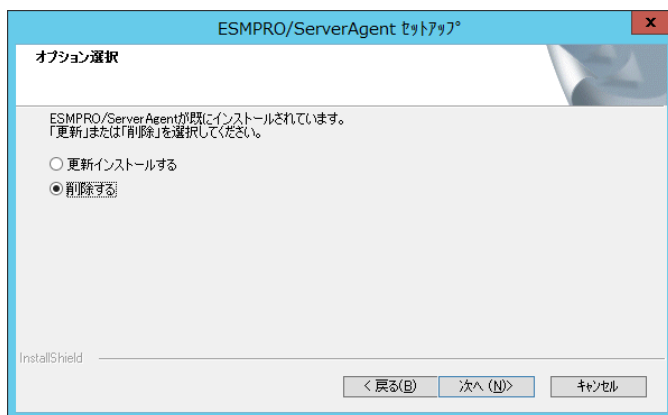 ESMPRO/ServerAgent ｾｯﾄｱｯﾌﾟ
x
オプション選択
ESMPRO/ServerAgentが既にインストールされています。
「更新」または「削除」を選択してください。
更新インストールする
削除する
InstallShield
< 戻る(B)
次へ (N)>
ｷｬﾝｾﾙ